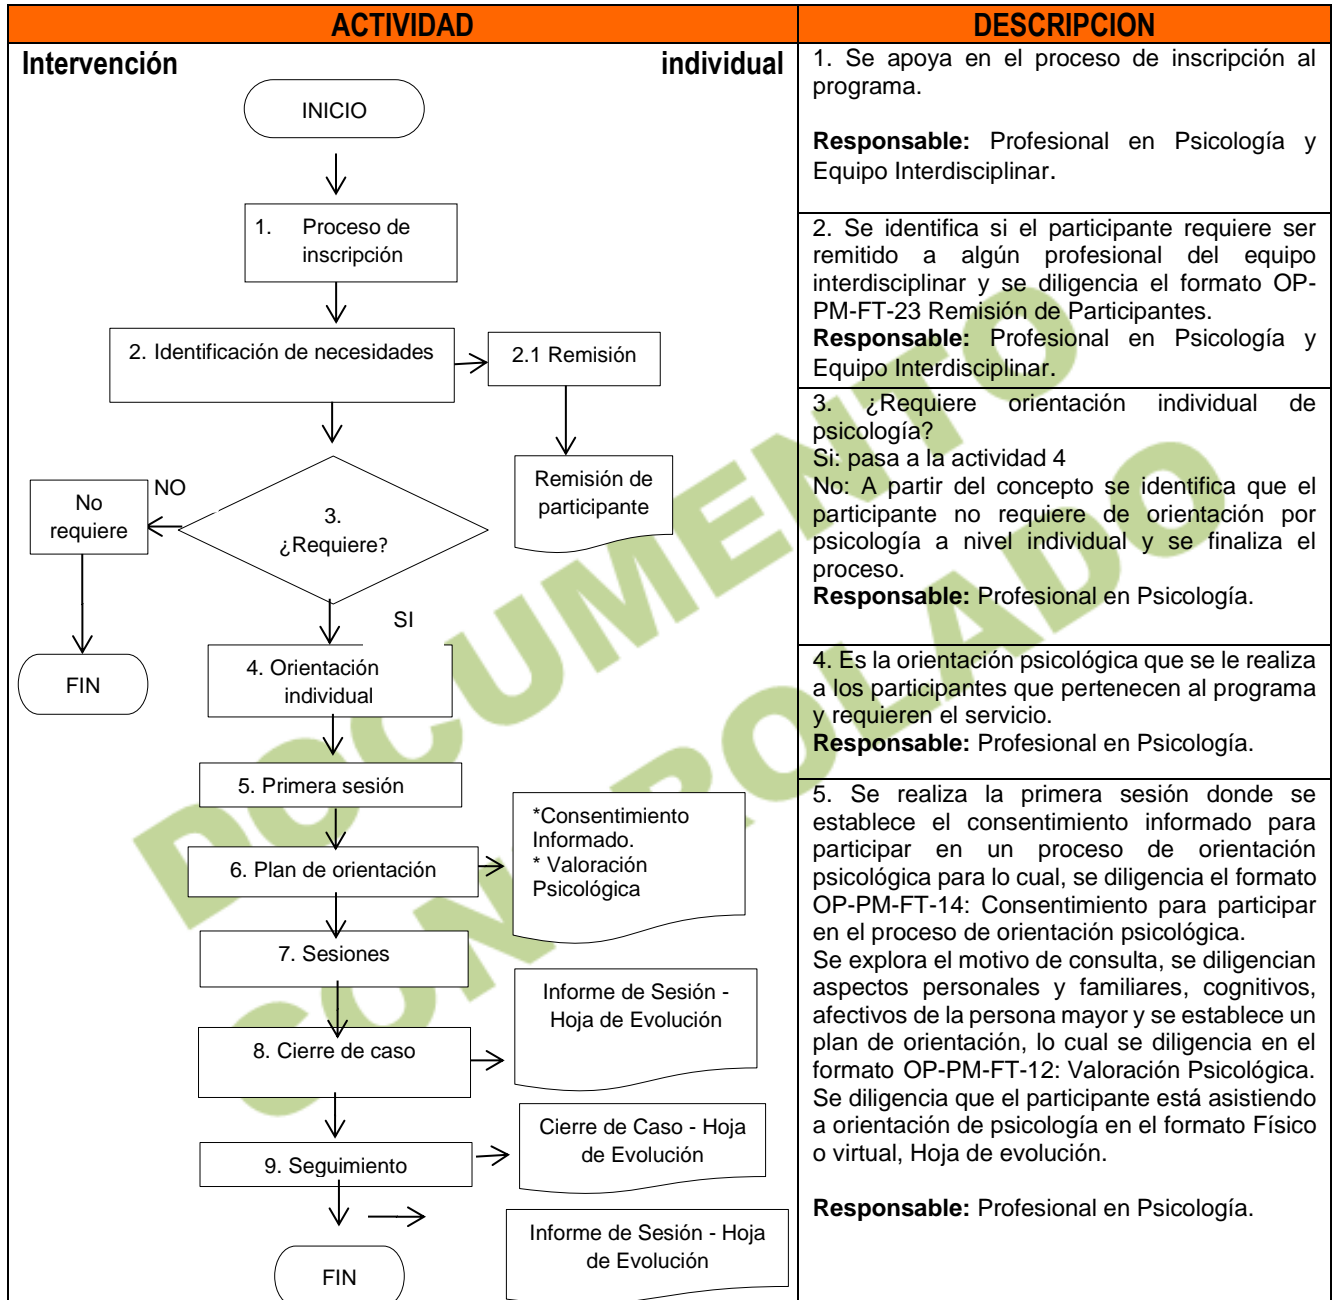 ACTIVIDAD
DESCRIPCION
Intervención individual
INICIO
1. Proceso de
inscripción
2. Identificación de necesidades
2.1 Remisión
Remisión de
participante
3.
¿Requiere?
NO
No
requiere
FIN
SI
4. Orientación
individual
5. Primera sesión
6. Plan de orientación
*Consentimiento
Informado.
* Valoración
Psicológica
7. Sesiones
Informe de Sesión -
Hoja de Evolución
8. Cierre de caso
Cierre de Caso - Hoja
de Evolución
9. Seguimiento
Informe de Sesión - Hoja
de Evolución
FIN
1. Se apoya en el proceso de inscripción al
programa.
Responsable: Profesional en Psicología y
Equipo Interdisciplinar.
2. Se identifica si el participante requiere ser
remitido a algún profesional del equipo
interdisciplinar y se diligencia el formato OP-
PM-FT-23 Remisión de Participantes.
Responsable: Profesional en Psicología y
Equipo Interdisciplinar.
3. ¿Requiere orientación individual de
psicología?
Si: pasa a la actividad 4
No: A partir del concepto se identifica que el
participante no requiere de orientación por
psicología a nivel individual y se finaliza el
proceso.
Responsable: Profesional en Psicología.
4. Es la orientación psicológica que se le realiza
a los participantes que pertenecen al programa
y requieren el servicio.
Responsable: Profesional en Psicología.
5. Se realiza la primera sesión donde se
establece el consentimiento informado para
participar en un proceso de orientación
psicológica para lo cual, se diligencia el formato
OP-PM-FT-14: Consentimiento para participar
en el proceso de orientación psicológica.
Se explora el motivo de consulta, se diligencian
aspectos personales y familiares, cognitivos,
afectivos de la persona mayor y se establece un
plan de orientación, lo cual se diligencia en el
formato OP-PM-FT-12: Valoración Psicológica.
Se diligencia que el participante está asistiendo
a orientación de psicología en el formato Físico
o virtual, Hoja de evolución.
Responsable: Profesional en Psicología.
DOCUMENTO